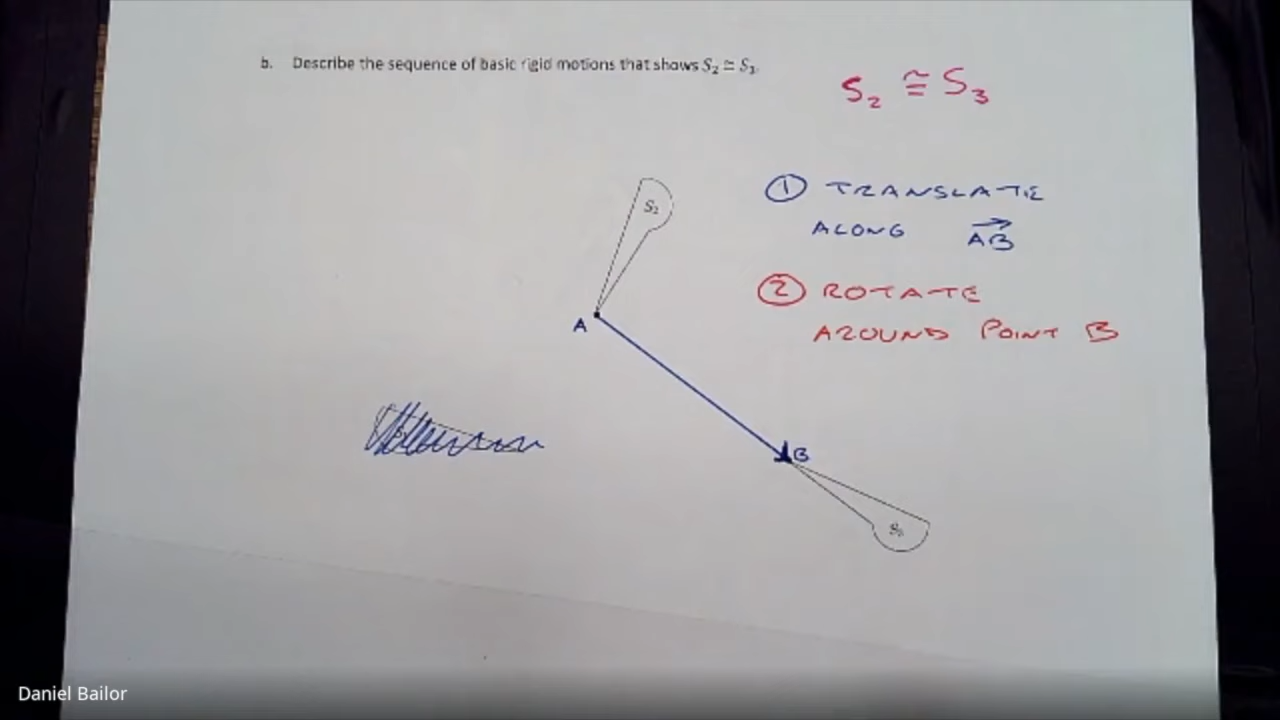 b. Describe the sequence of basic rigid motions that shows S₂ ≅ S₃.
S₂ ≅ S₃
① TRANSLATE
ALONG AB→
② ROTATE
AROUND POINT B
S₂
A
B
Daniel Bailor